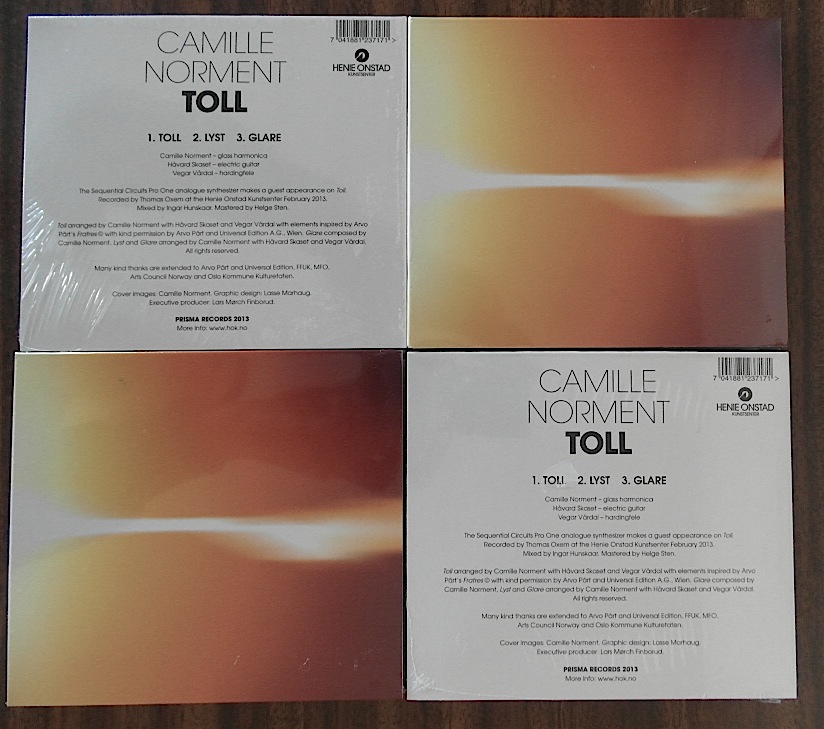 CAMILLE
NORMENT
TOLL
7 041881 237171 >
HENIE ONSTAD
KUNSTSENTER
1. TOLL 2. LYST 3. GLARE
Camille Norment – glass harmonica
Håvard Skaset – electric guitar
Vegar Vårdal – hardingfele
The Sequential Circuits Pro One analogue synthesizer makes a guest appearance on Toll.
Recorded by Thomas Oxem at the Henie Onstad Kunstsenter February 2013.
Mixed by Ingar Hunskaar. Mastered by Helge Sten.
Toll arranged by Camille Norment with Håvard Skaset and Vegar Vårdal with elements inspired by Arvo
Pärt's Fratres © with kind permission by Arvo Pärt and Universal Edition A.G., Wien. Glare composed by
Camille Norment. Lyst and Glare arranged by Camille Norment with Håvard Skaset and Vegar Vårdal.
All rights reserved.
Many kind thanks are extended to Arvo Pärt and Universal Edition, FFUK, MFO,
Arts Council Norway and Oslo Kommune Kulturetaten.
Cover images: Camille Norment. Graphic design: Lasse Marhaug.
Executive producer: Lars Mørch Finborud.
PRISMA RECORDS 2013
More info: www.hok.no
CAMILLE
NORMENT
TOLL
7 041881 237171 >
HENIE ONSTAD
KUNSTSENTER
1. TOLL 2. LYST 3. GLARE
Camille Norment – glass harmonica
Håvard Skaset – electric guitar
Vegar Vårdal – hardingfele
The Sequential Circuits Pro One analogue synthesizer makes a guest appearance on Toll.
Recorded by Thomas Oxem at the Henie Onstad Kunstsenter February 2013.
Mixed by Ingar Hunskaar. Mastered by Helge Sten.
Toll arranged by Camille Norment with Håvard Skaset and Vegar Vårdal with elements inspired by Arvo
Pärt's Fratres © with kind permission by Arvo Pärt and Universal Edition A.G., Wien. Glare composed by
Camille Norment. Lyst and Glare arranged by Camille Norment with Håvard Skaset and Vegar Vårdal.
All rights reserved.
Many kind thanks are extended to Arvo Pärt and Universal Edition, FFUK, MFO,
Arts Council Norway and Oslo Kommune Kulturetaten.
Cover images: Camille Norment. Graphic design: Lasse Marhaug.
Executive producer: Lars Mørch Finborud.
PRISMA RECORDS 2013
More info: www.hok.no